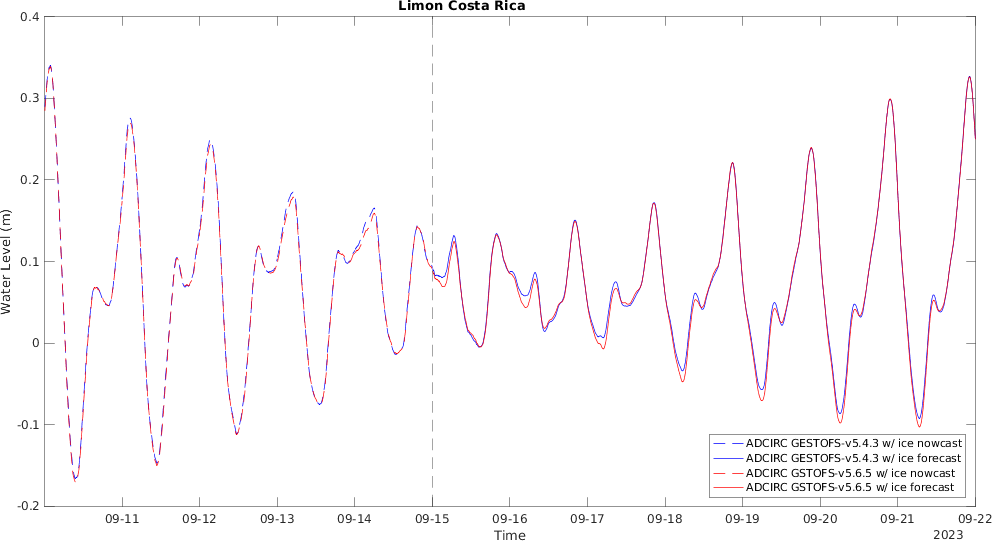 Limon Costa Rica
0.4
0.3
0.2
0.1
0
-0.1
-0.2
Water Level (m)
09-11
09-12
09-13
09-14
09-15
09-16
09-17
09-18
09-19
09-20
09-21
09-22
Time
2023
ADCIRC GESTOFS-v5.4.3 w/ ice nowcast
ADCIRC GESTOFS-v5.4.3 w/ ice forecast
ADCIRC GSTOFS-v5.6.5 w/ ice nowcast
ADCIRC GSTOFS-v5.6.5 w/ ice forecast